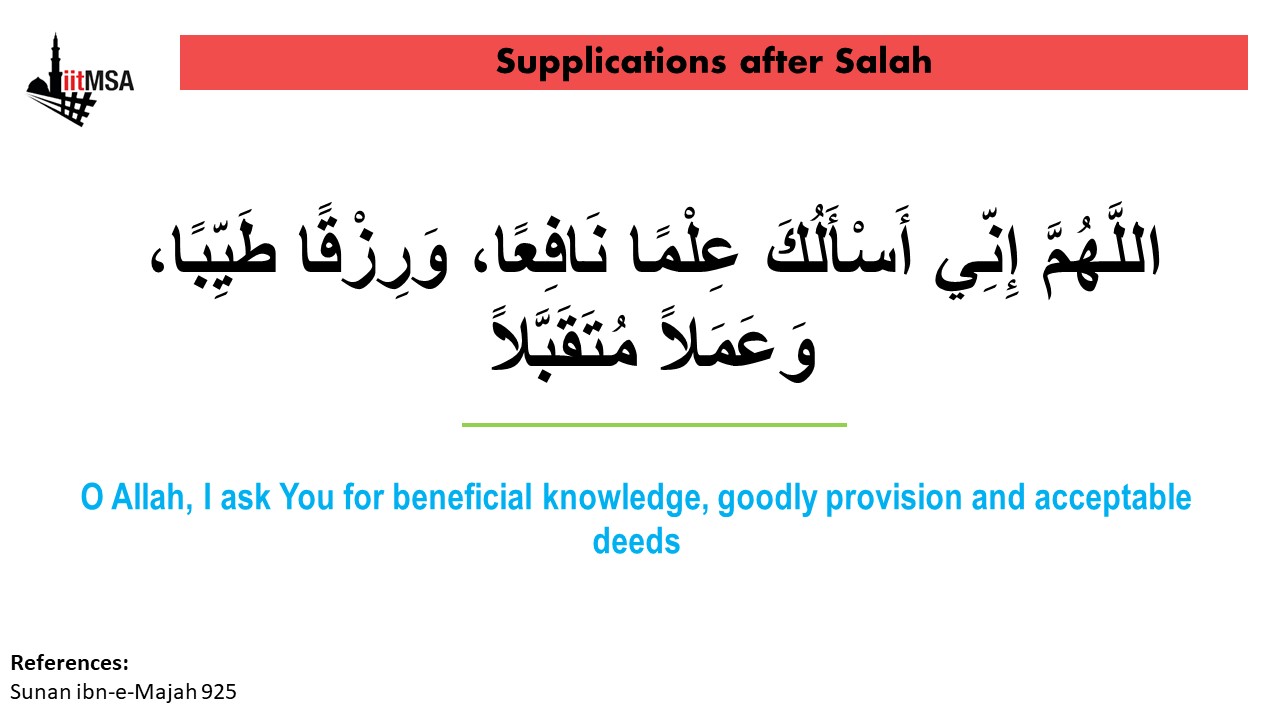 iitMSA
Supplications after Salah
اللَّهُمَّ إِنِّي أَسْأَلُكَ عِلْمًا نَافِعًا، وَرِزْقًا طَيِّبًا،
وَعَمَلاً مُتَقَبَّلاً
O Allah, I ask You for beneficial knowledge, goodly provision and acceptable
deeds
References:
Sunan ibn-e-Majah 925